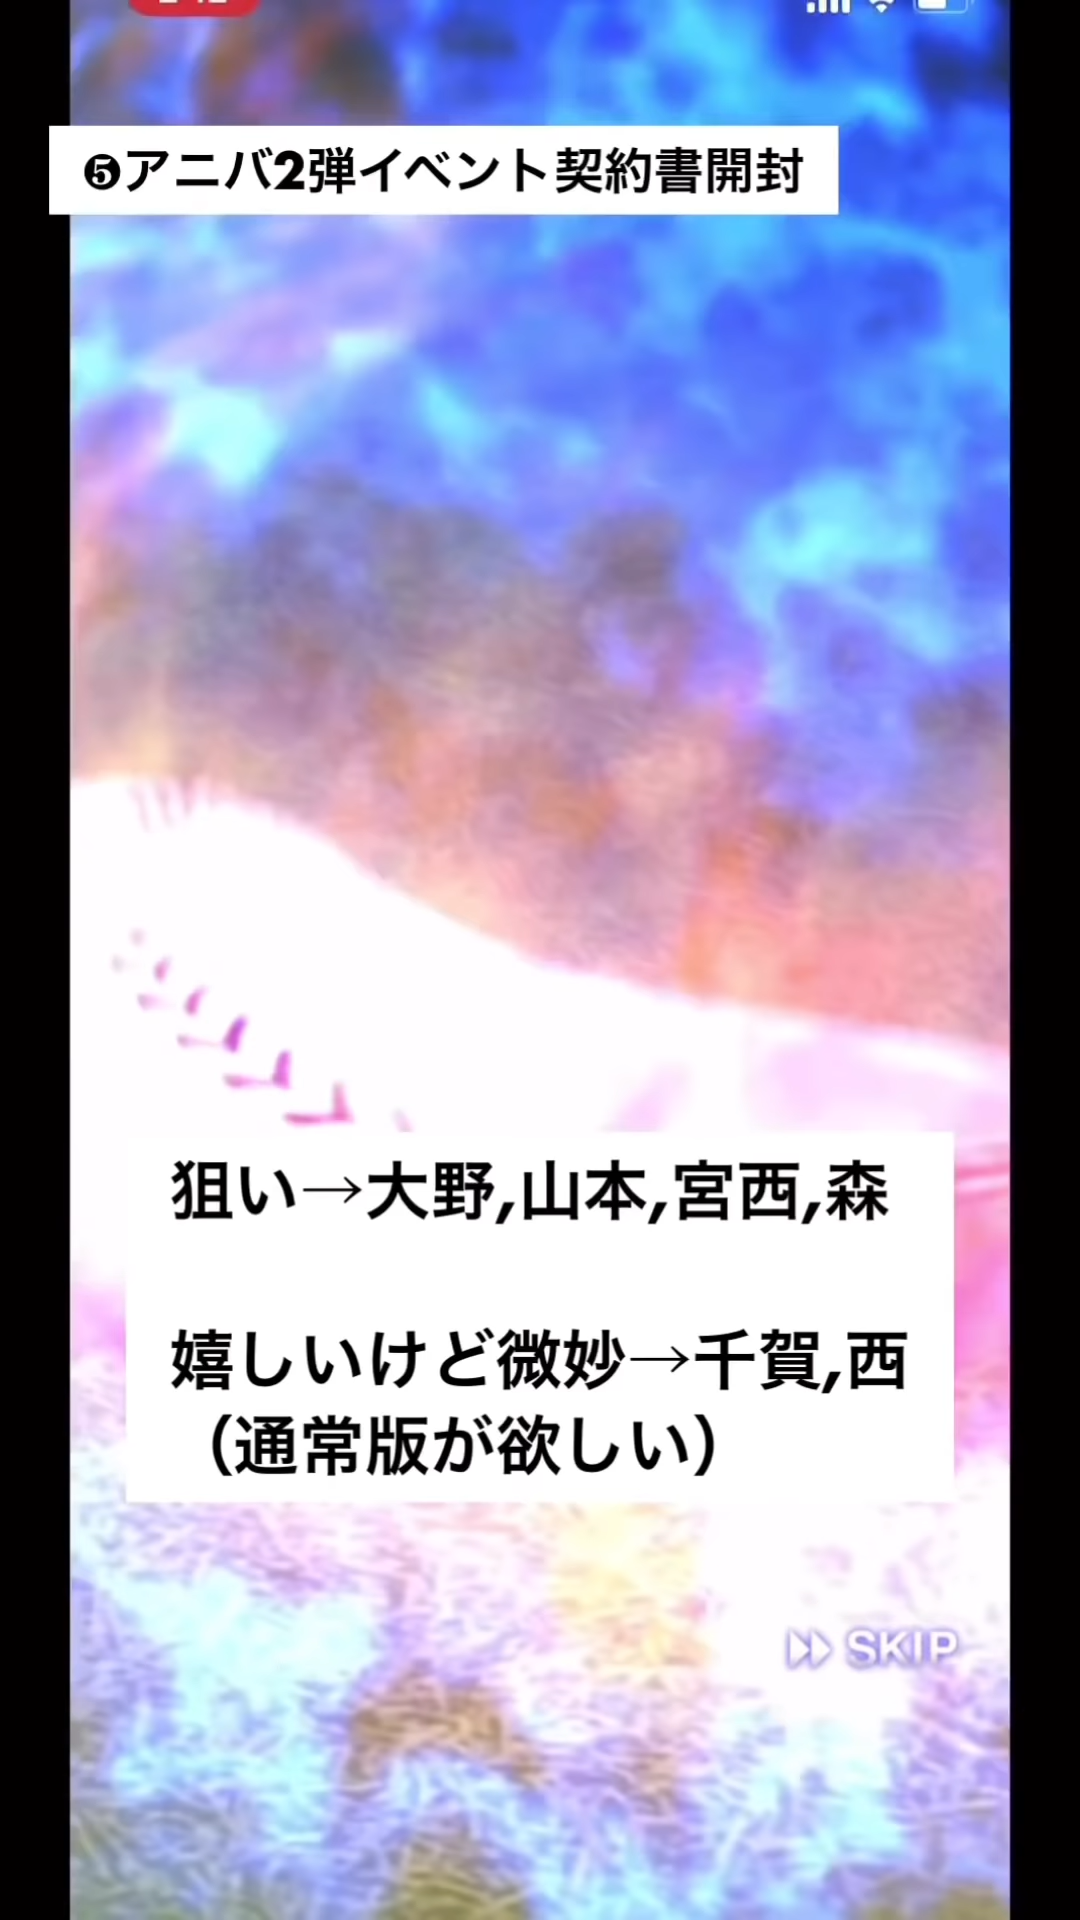 ❺アニバ2弾イベント契約書開封
狙い→大野,山本,宮西,森
嬉しいけど微妙→千賀,西
（通常版が欲しい）
SKIP